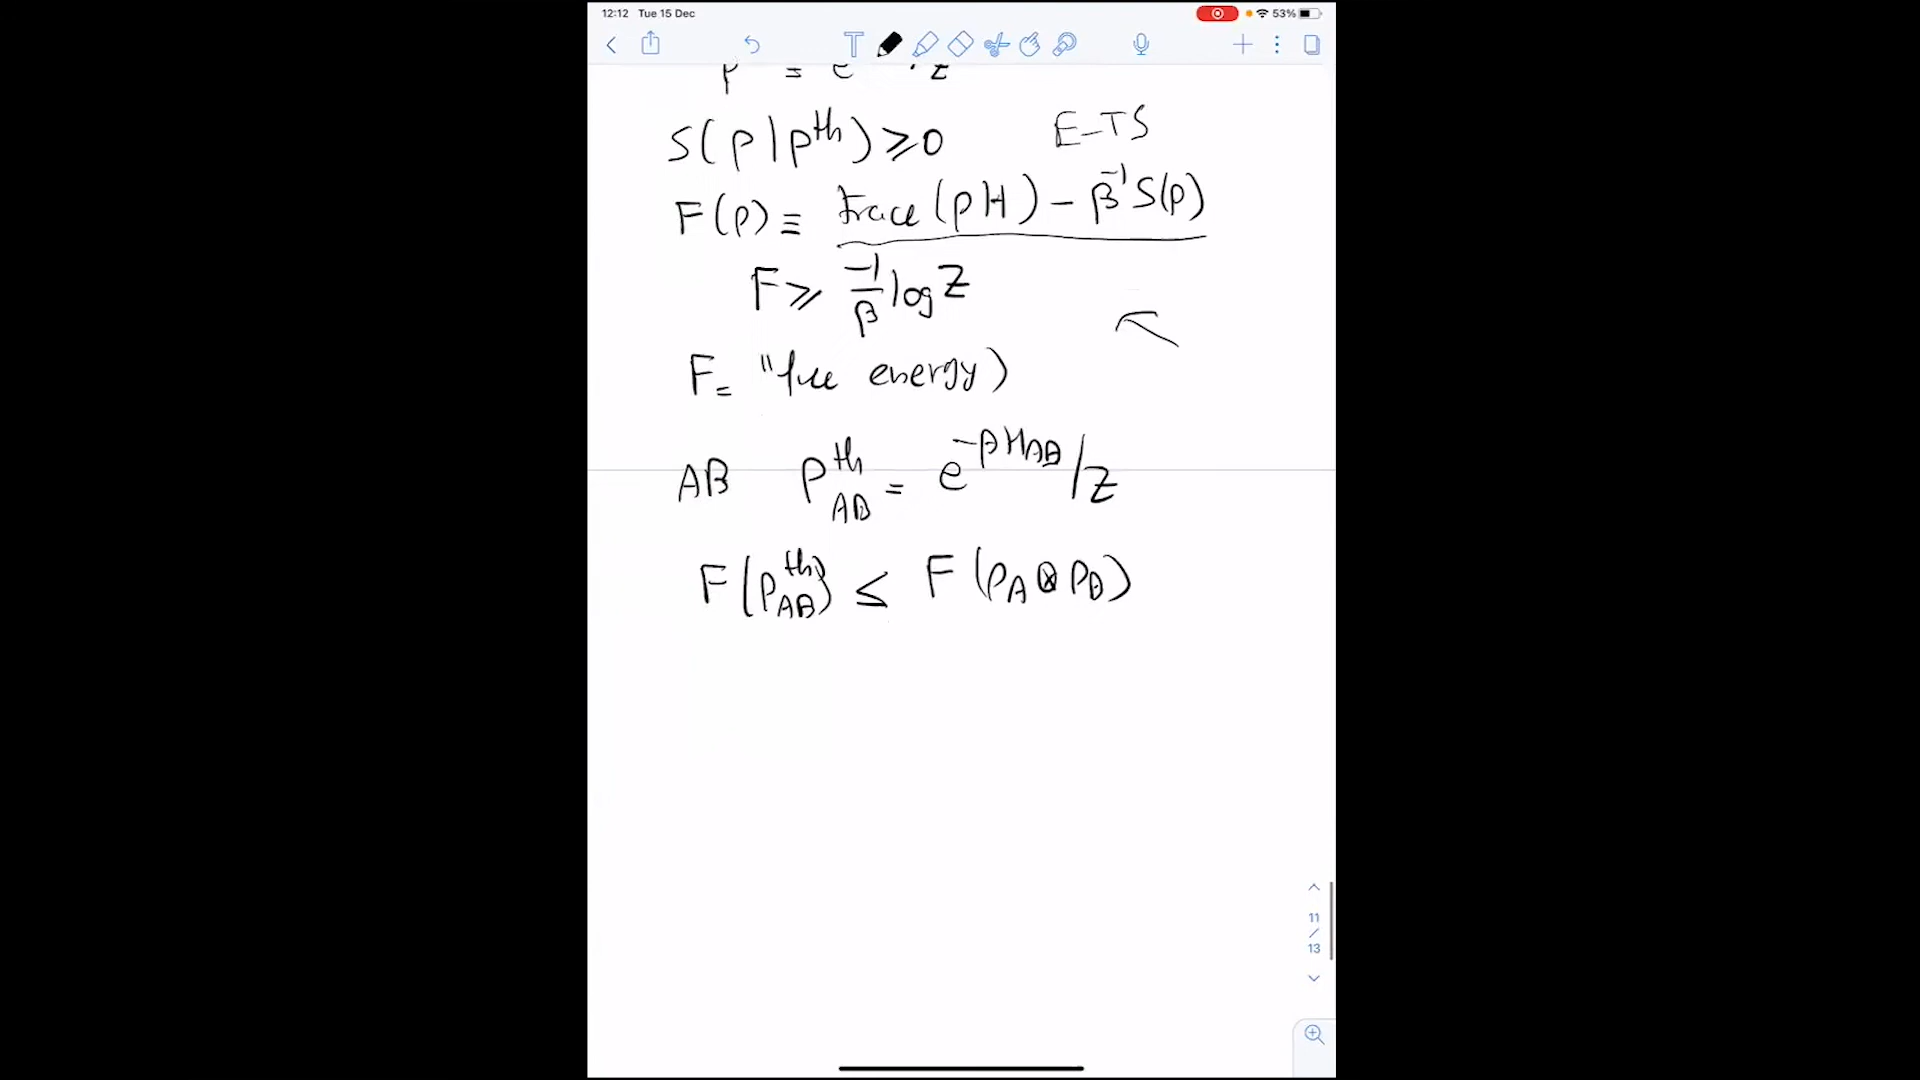 12:12 Tue 15 Dec 53%
ρ = e / Z
S(ρ|ρ^th) ≥ 0 E-TS
F(ρ) ≡ trace(ρH) - β^-1 S(ρ)
F ≥ -1/β log Z
F = "free energy)
AB ρ^th_AB = e^-βH_AB / Z
F(ρ^th_AB) ≤ F(ρ_A ⊗ ρ_B)
11
/
13